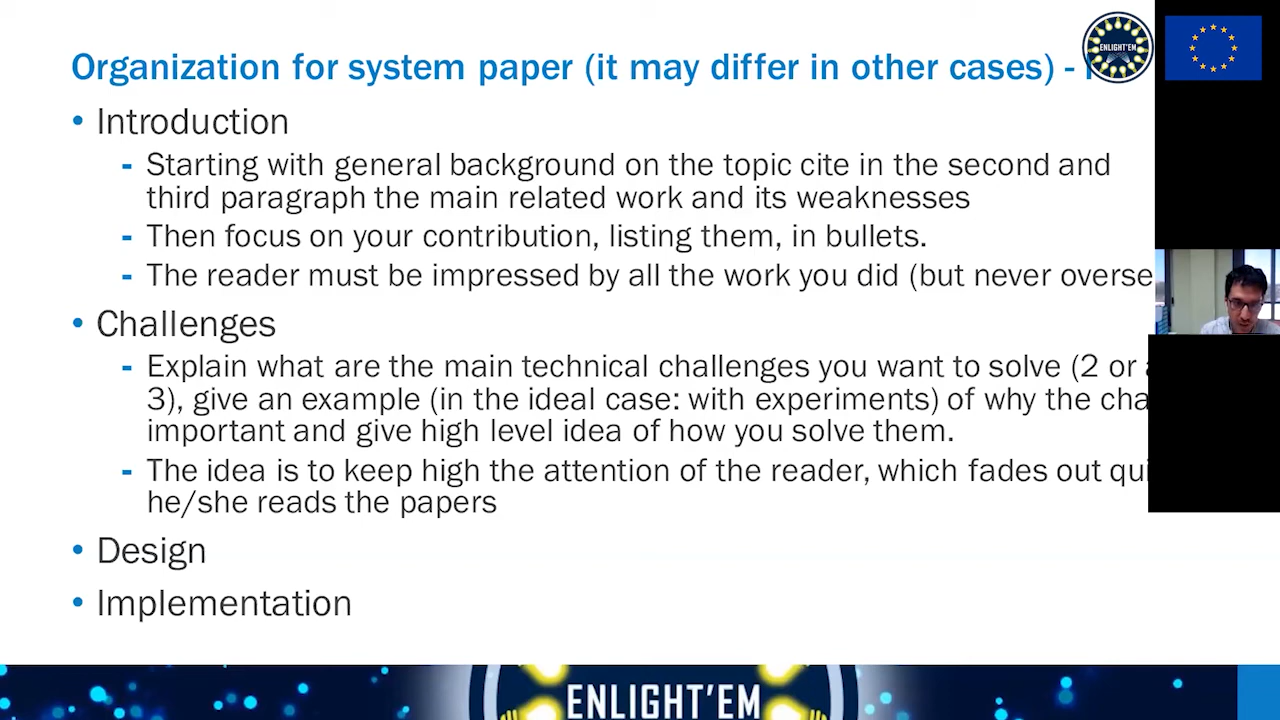 Organization for system paper (it may differ in other cases) -
ENLIGHT'EM
• Introduction
- Starting with general background on the topic cite in the second and
third paragraph the main related work and its weaknesses
- Then focus on your contribution, listing them, in bullets.
- The reader must be impressed by all the work you did (but never
• Challenges
- Explain what are the main technical challenges you want to solve (2 or
3), give an example (in the ideal case: with experiments) of why the
important and give high level idea of how you solve them.
- The idea is to keep high the attention of the reader, which fades out
he/she reads the papers
• Design
• Implementation
ENLIGHT'EM